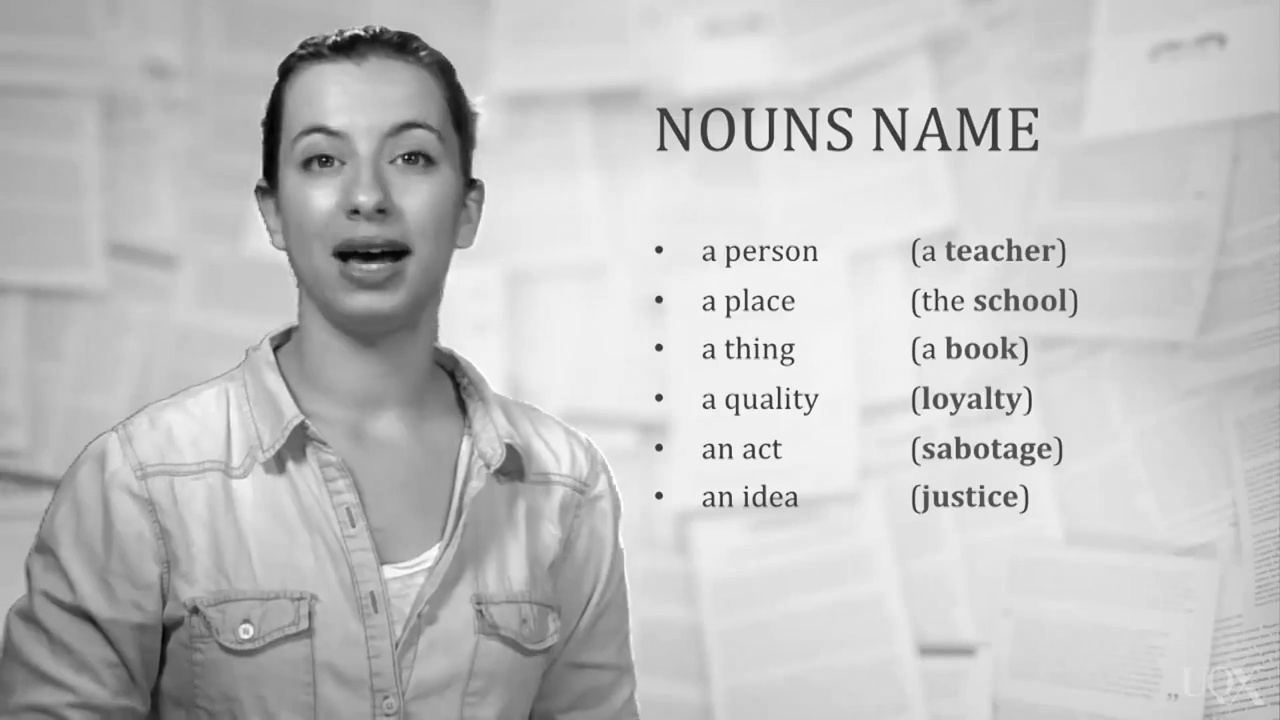 NOUNS NAME
• a person (a teacher)
• a place (the school)
• a thing (a book)
• a quality (loyalty)
• an act (sabotage)
• an idea (justice)
UQX